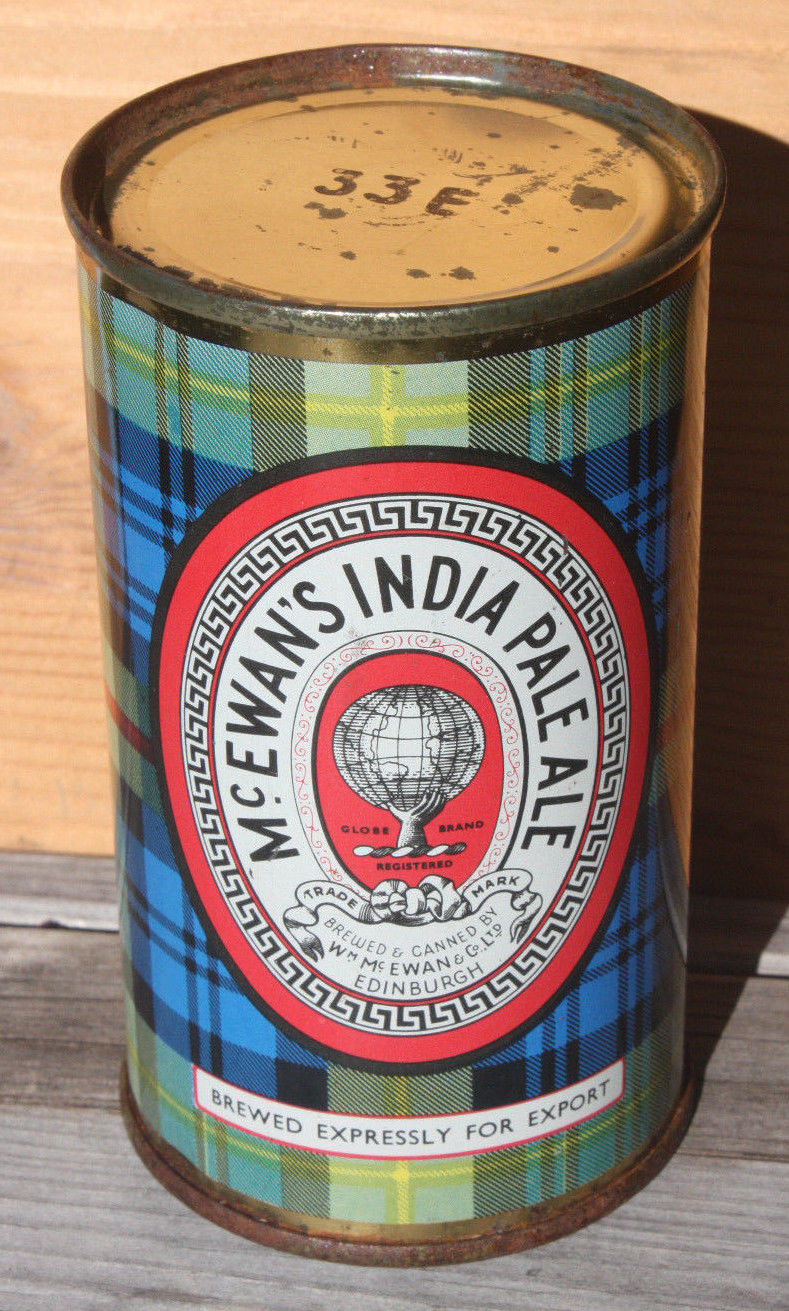 33E
McEWAN'S INDIA PALE ALE
GLOBE BRAND
REGISTERED
TRADE MARK
BREWED & CANNED BY
WM McEWAN & Co., LTD
EDINBURGH
BREWED EXPRESSLY FOR EXPORT